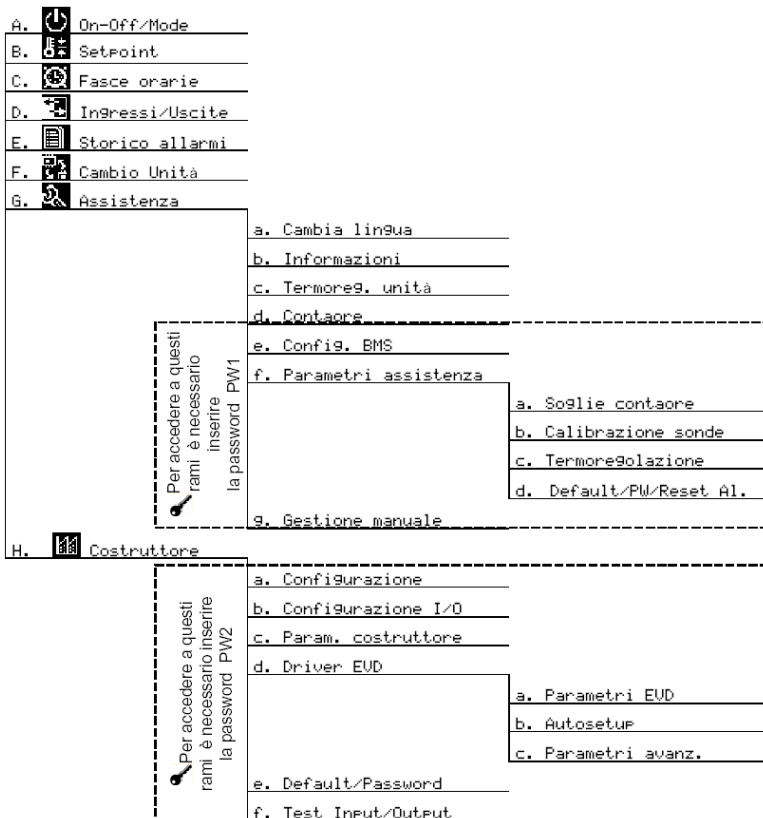 A. On-Off/Mode
B. Setpoint
C. Fasce orarie
D. Ingressi/Uscite
E. Storico allarmi
F. Cambio Unità
G. Assistenza
a. Cambia lingua
b. Informazioni
c. Termoreg. unità
d. Contaore
Per accedere a questi
rami è necessario
inserire
la password PW1
e. Config. BMS
f. Parametri assistenza
a. Soglie contaore
b. Calibrazione sonde
c. Termoregolazione
d. Default/PW/Reset Al.
g. Gestione manuale
H. Costruttore
Per accedere a questi
rami è necessario inserire
la password PW2
a. Configurazione
b. Configurazione I/O
c. Param. costruttore
d. Driver EVD
a. Parametri EVD
b. Autosetup
c. Parametri avanz.
e. Default/Password
f. Test Input/Output